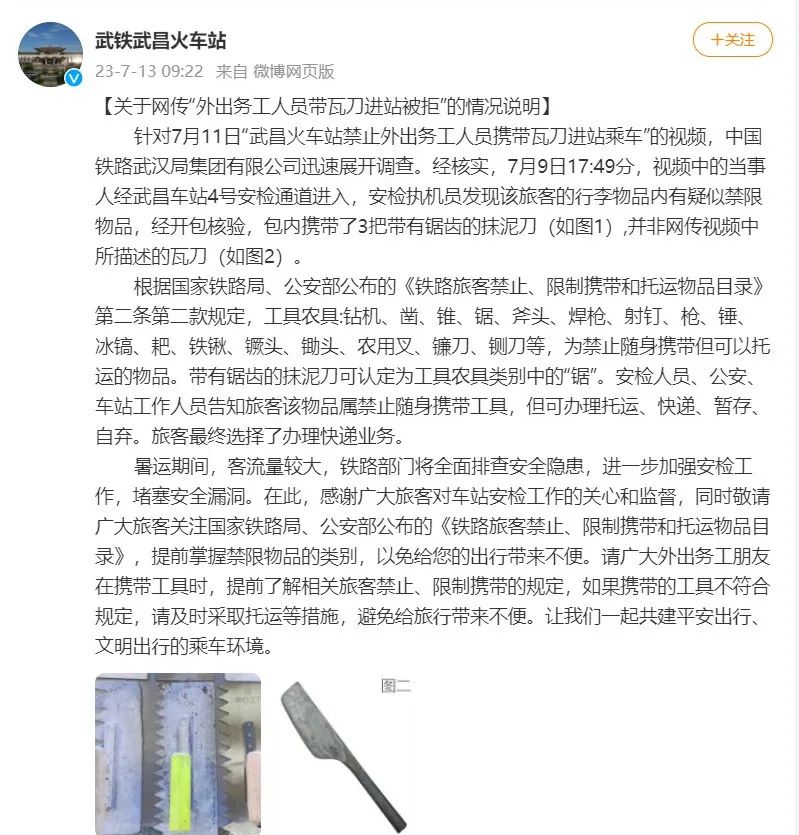 武铁武昌火车站
23-7-13 09:22 来自 微博网页版
+关注
【关于网传“外出务工人员带瓦刀进站被拒”的情况说明】
针对7月11日“武昌火车站禁止外出务工人员携带瓦刀进站乘车”的视频，中国
铁路武汉局集团有限公司迅速展开调查。经核实，7月9日17:49分，视频中的当事
人经武昌车站4号安检通道进入，安检执机员发现该旅客的行李物品内有疑似禁限
物品，经开包核验，包内携带了3把带有锯齿的抹泥刀（如图1）,并非网传视频中
所描述的瓦刀（如图2）。
根据国家铁路局、公安部公布的《铁路旅客禁止、限制携带和托运物品目录》
第二条第二款规定，工具农具:钻机、凿、锥、锯、斧头、焊枪、射钉、枪、锤、
冰镐、耙、铁锹、镢头、锄头、农用叉、镰刀、铡刀等，为禁止随身携带但可以托
运的物品。带有锯齿的抹泥刀可认定为工具农具类别中的“锯”。安检人员、公安、
车站工作人员告知旅客该物品属禁止随身携带工具，但可办理托运、快递、暂存、
自弃。旅客最终选择了办理快递业务。
暑运期间，客流量较大，铁路部门将全面排查安全隐患，进一步加强安检工
作，堵塞安全漏洞。在此，感谢广大旅客对车站安检工作的关心和监督，同时敬请
广大旅客关注国家铁路局、公安部公布的《铁路旅客禁止、限制携带和托运物品目
录》，提前掌握禁限物品的类别，以免给您的出行带来不便。请广大外出务工朋友
在携带工具时，提前了解相关旅客禁止、限制携带的规定，如果携带的工具不符合
规定，请及时采取托运等措施，避免给旅行带来不便。让我们一起共建平安出行、
文明出行的乘车环境。
图二